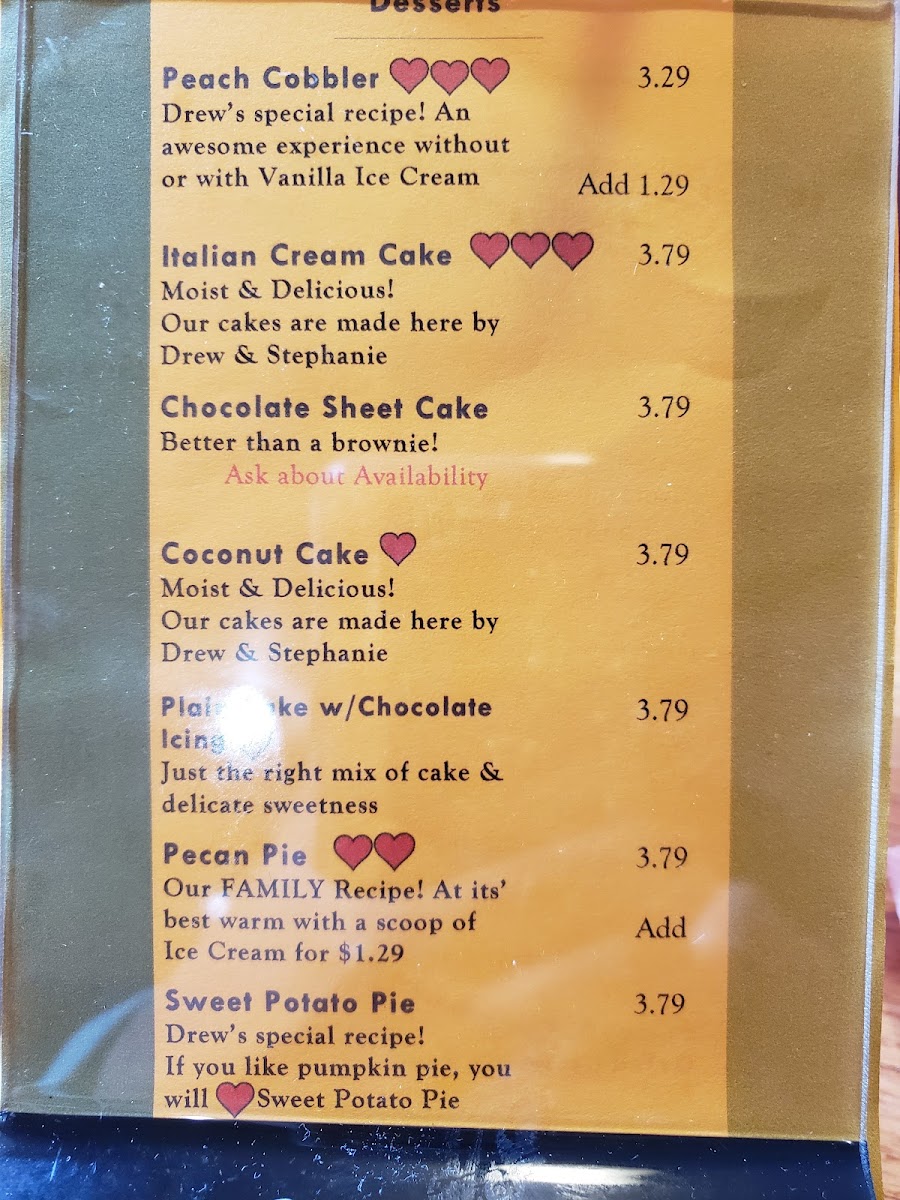 Desserts
Peach Cobbler 3.29
Drew's special recipe! An
awesome experience without
or with Vanilla Ice Cream Add 1.29
Italian Cream Cake 3.79
Moist & Delicious!
Our cakes are made here by
Drew & Stephanie
Chocolate Sheet Cake 3.79
Better than a brownie!
Ask about Availability
Coconut Cake 3.79
Moist & Delicious!
Our cakes are made here by
Drew & Stephanie
Plain Cake w/Chocolate 3.79
Icing
Just the right mix of cake &
delicate sweetness
Pecan Pie 3.79
Our FAMILY Recipe! At its'
best warm with a scoop of Add
Ice Cream for $1.29
Sweet Potato Pie 3.79
Drew's special recipe!
If you like pumpkin pie, you
will Sweet Potato Pie